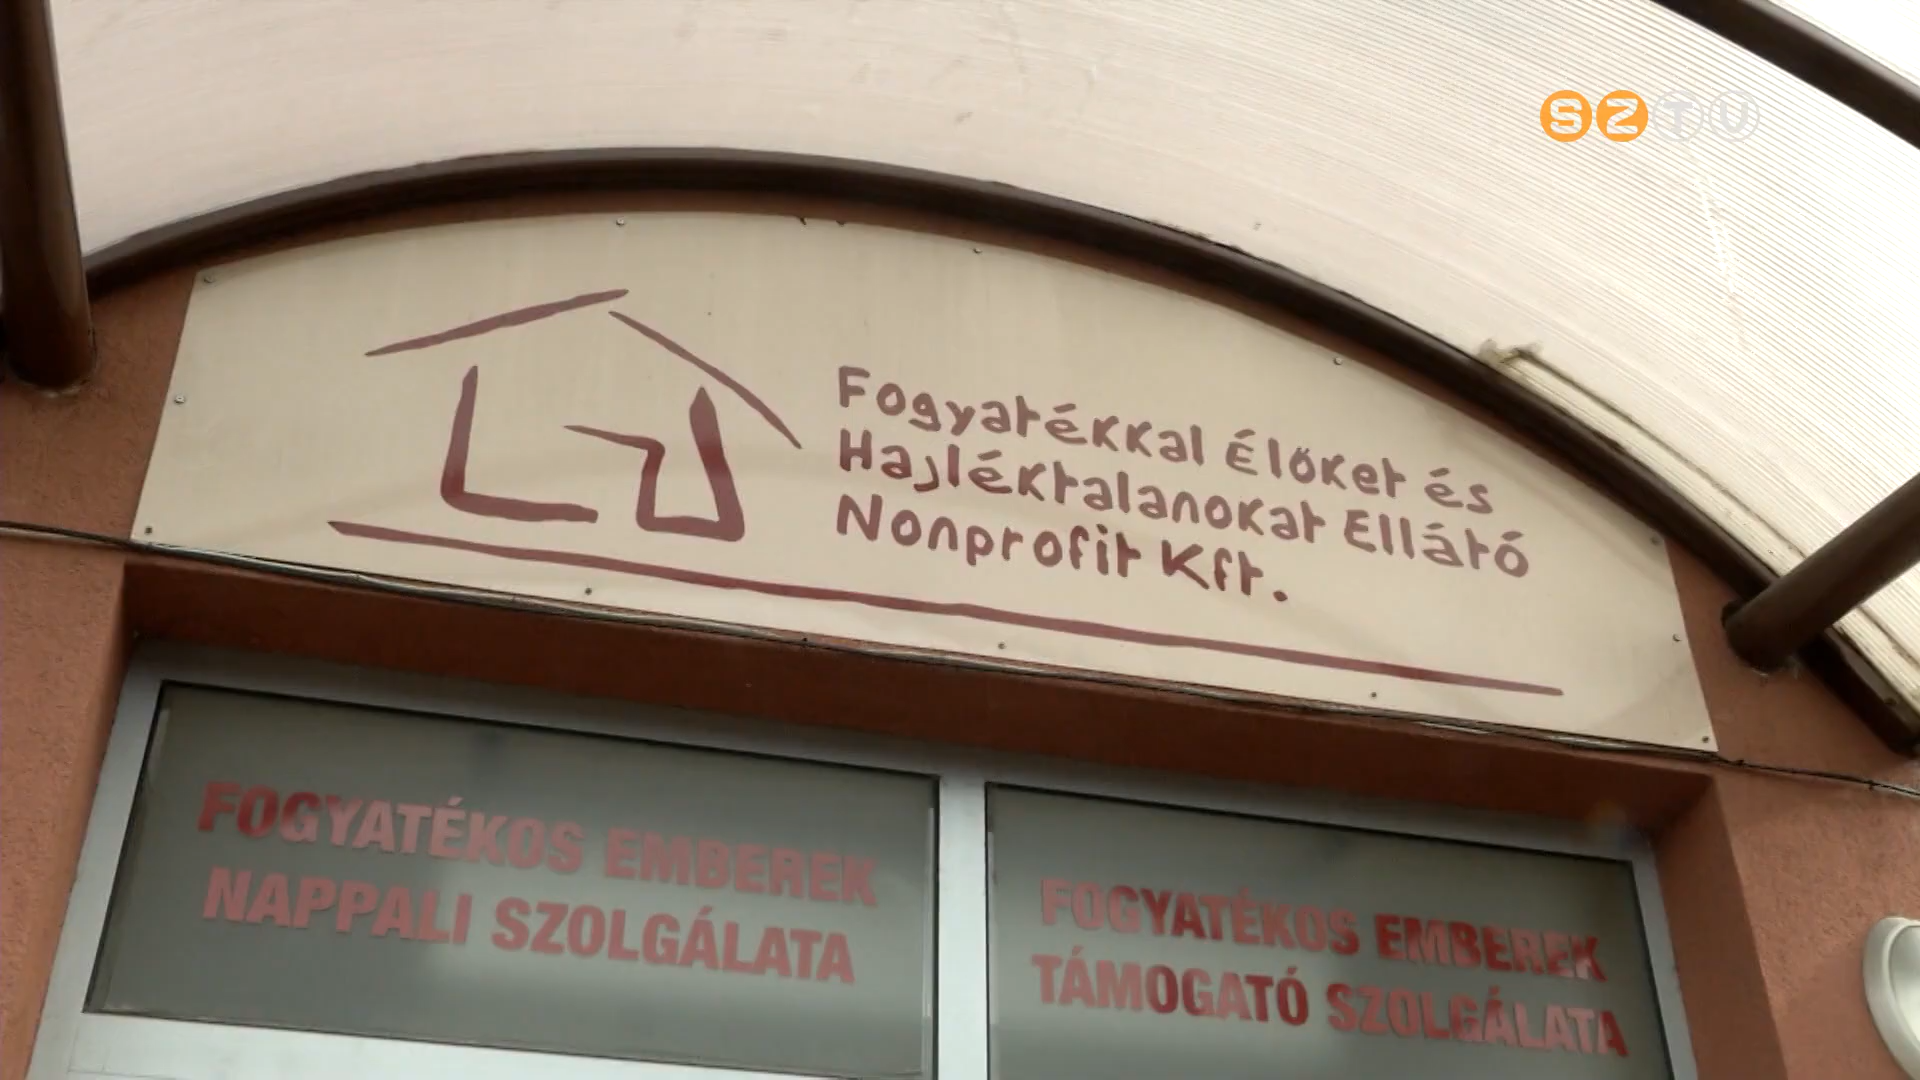 SZTV
Fogyatékkal Élőket és
Hajléktalanokat Ellátó
Nonprofit Kft.
FOGYATÉKOS EMBEREK
NAPPALI SZOLGÁLATA
FOGYATÉKOS EMBEREK
TÁMOGATÓ SZOLGÁLATA